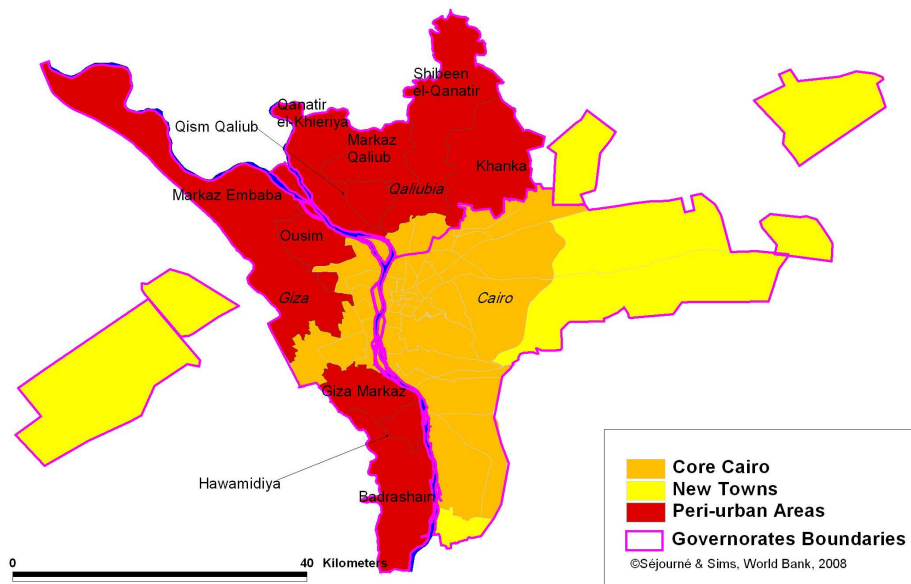 Shibeen
el-Qanatir
Qanatir
el-Khieriya
Qism Qaliub
Markaz
Qaliub
Khanka
Qaliubia
Markaz Embaba
Ousim
Giza
Cairo
Giza Markaz
Hawamidiya
Badrashain
Core Cairo
New Towns
Peri-urban Areas
Governorates Boundaries
©Séjourné & Sims, World Bank, 2008
0 40 Kilometers